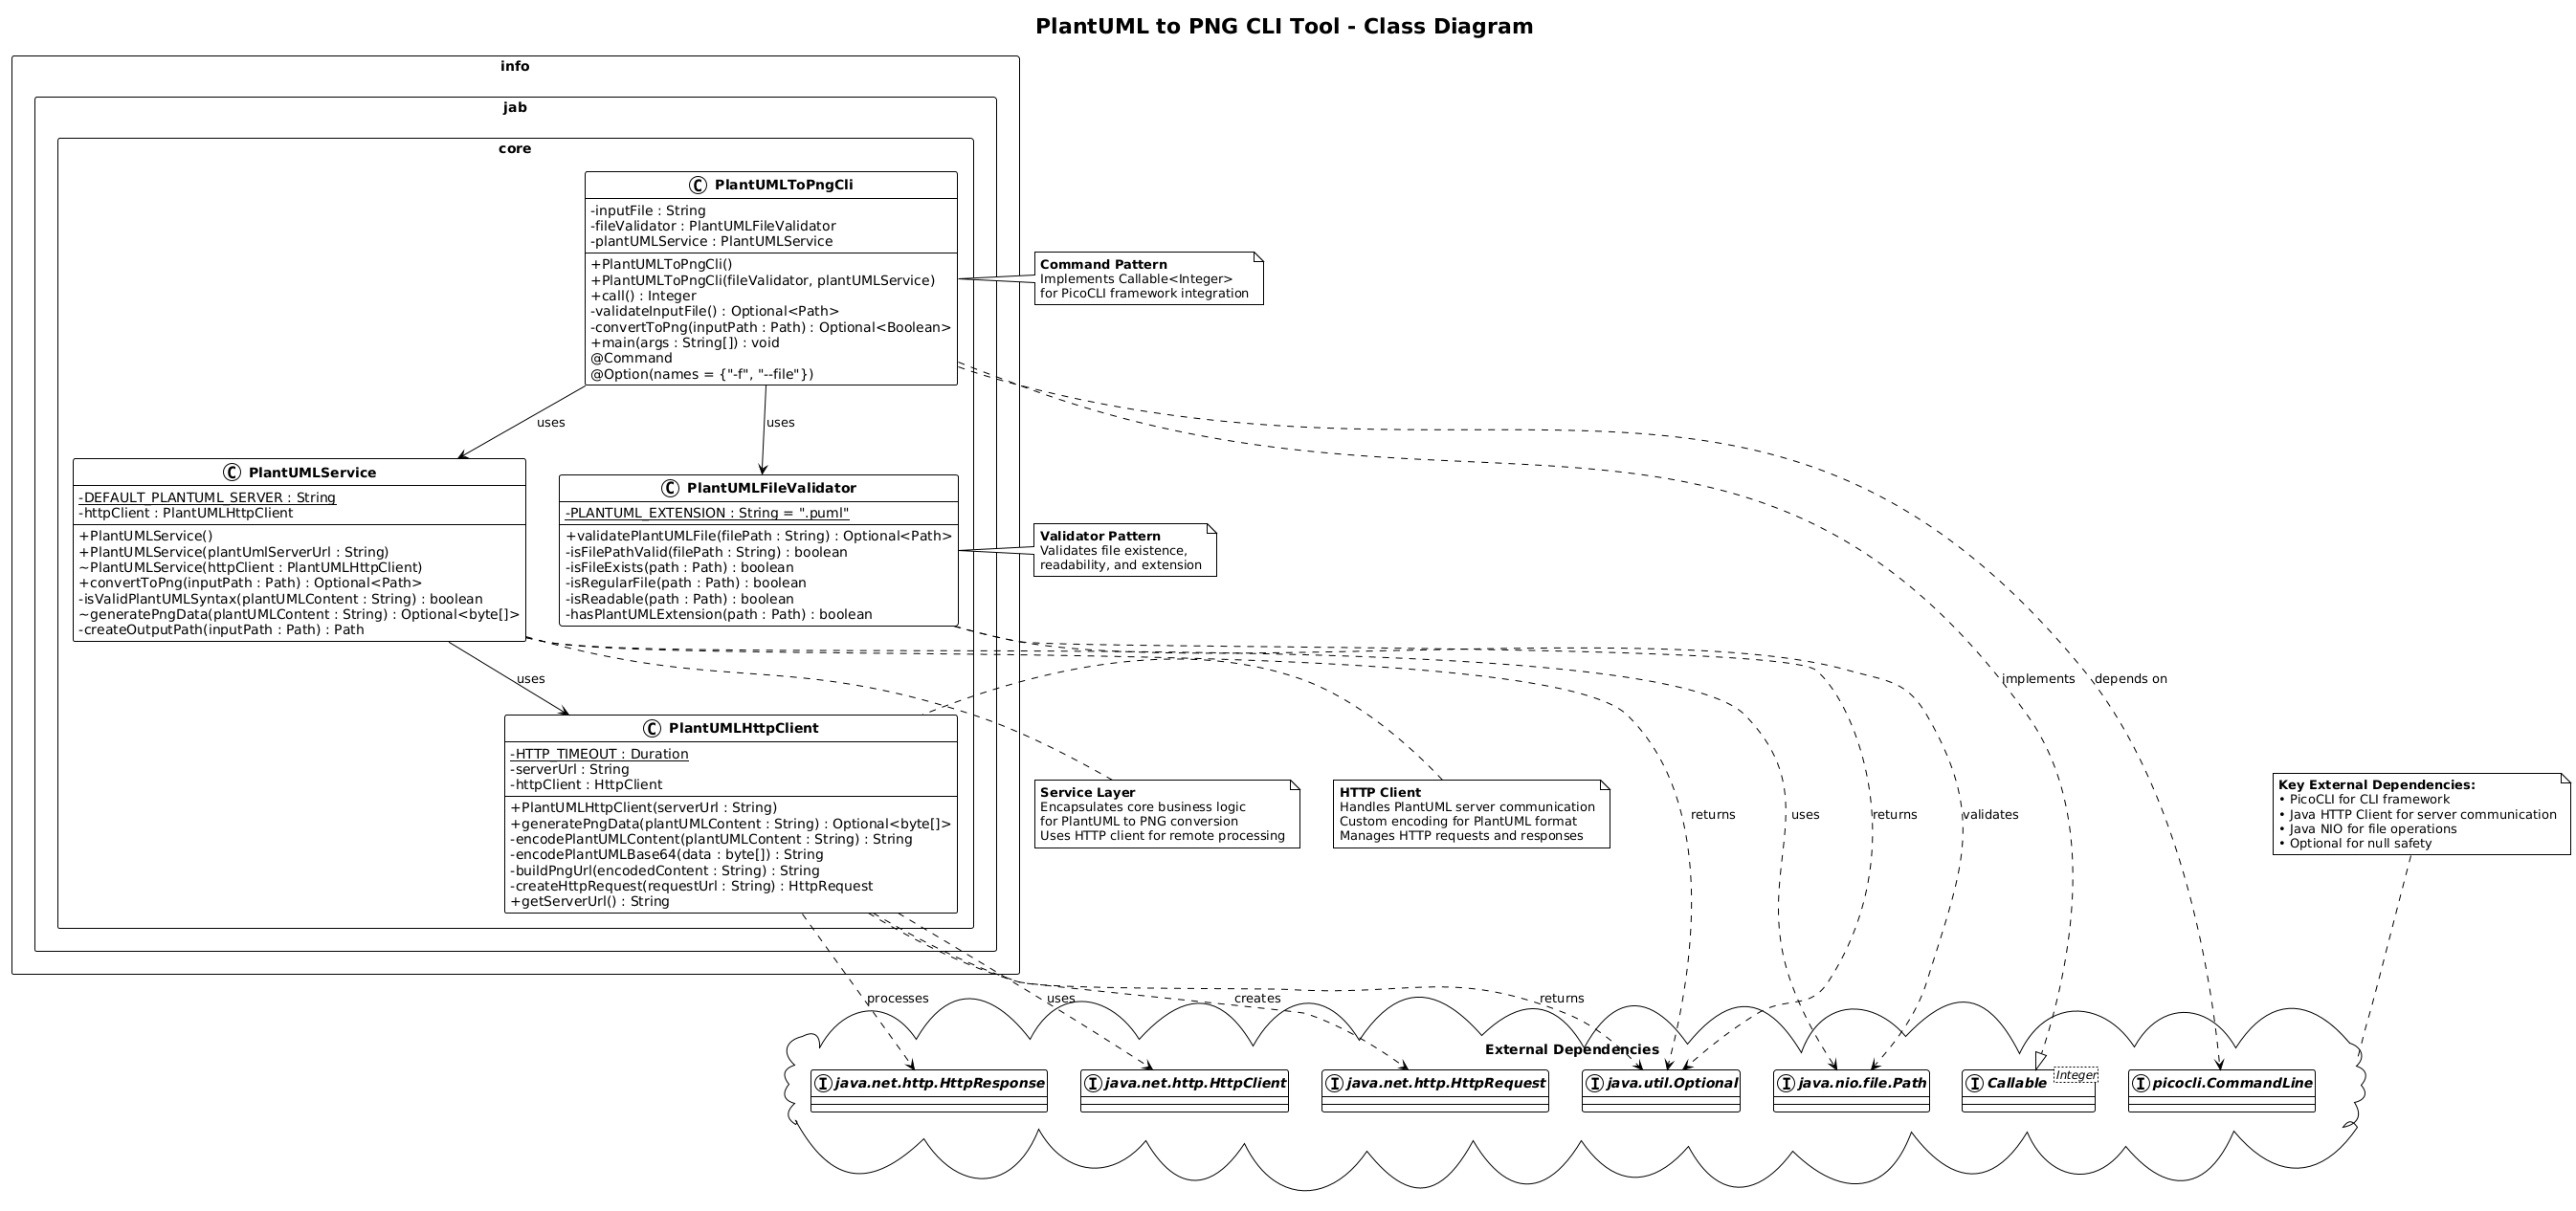 PlantUML to PNG CLI Tool - Class Diagram
info
jab
core
C PlantUMLToPngCli
-inputFile : String
-fileValidator : PlantUMLFileValidator
-plantUMLService : PlantUMLService
+PlantUMLToPngCli()
+PlantUMLToPngCli(fileValidator, plantUMLService)
+call() : Integer
-validateInputFile() : Optional<Path>
-convertToPng(inputPath : Path) : Optional<Boolean>
+main(args : String[]) : void
@Command
@Option(names = {"-f", "--file"})
Command Pattern
Implements Callable<Integer>
for PicoCLI framework integration
uses
uses
C PlantUMLService
-DEFAULT_PLANTUML_SERVER : String
-httpClient : PlantUMLHttpClient
+PlantUMLService()
+PlantUMLService(plantUmlServerUrl : String)
~PlantUMLService(httpClient : PlantUMLHttpClient)
+convertToPng(inputPath : Path) : Optional<Path>
-isValidPlantUMLSyntax(plantUMLContent : String) : boolean
~generatePngData(plantUMLContent : String) : Optional<byte[]>
-createOutputPath(inputPath : Path) : Path
C PlantUMLFileValidator
-PLANTUML_EXTENSION : String = ".puml"
+validatePlantUMLFile(filePath : String) : Optional<Path>
-isFilePathValid(filePath : String) : boolean
-isFileExists(path : Path) : boolean
-isRegularFile(path : Path) : boolean
-isReadable(path : Path) : boolean
-hasPlantUMLExtension(path : Path) : boolean
Validator Pattern
Validates file existence,
readability, and extension
uses
implements
depends on
C PlantUMLHttpClient
-HTTP_TIMEOUT : Duration
-serverUrl : String
-httpClient : HttpClient
+PlantUMLHttpClient(serverUrl : String)
+generatePngData(plantUMLContent : String) : Optional<byte[]>
-encodePlantUMLContent(plantUMLContent : String) : String
-encodePlantUMLBase64(data : byte[]) : String
-buildPngUrl(encodedContent : String) : String
-createHttpRequest(requestUrl : String) : HttpRequest
+getServerUrl() : String
Service Layer
Encapsulates core business logic
for PlantUML to PNG conversion
Uses HTTP client for remote processing
HTTP Client
Handles PlantUML server communication
Custom encoding for PlantUML format
Manages HTTP requests and responses
returns
uses
returns
validates
Key External Dependencies:
• PicoCLI for CLI framework
• Java HTTP Client for server communication
• Java NIO for file operations
• Optional for null safety
processes
uses
creates
returns
External Dependencies
I java.net.http.HttpResponse
I java.net.http.HttpClient
I java.net.http.HttpRequest
I java.util.Optional
I java.nio.file.Path
I Callable
Integer
I picocli.CommandLine